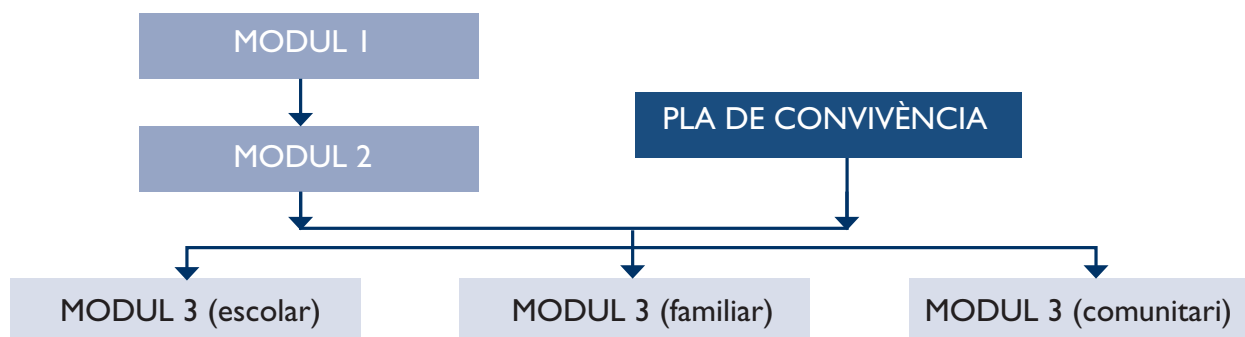 MODUL 1
PLA DE CONVIVÈNCIA
MODUL 2
MODUL 3 (escolar)
MODUL 3 (familiar)
MODUL 3 (comunitari)